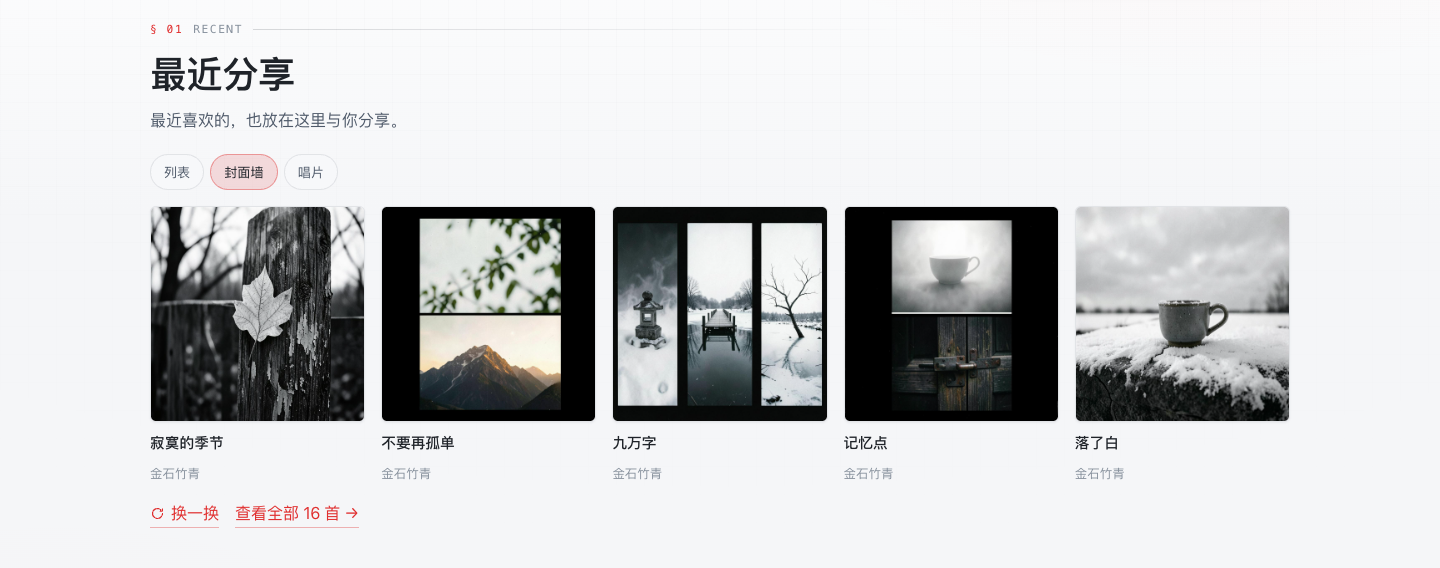 § 01 RECENT
最近分享
最近喜欢的，也放在这里与你分享。
列表 封面墙 唱片
寂寞的季节 不要再孤单 九万字 记忆点 落了白
金石竹青 金石竹青 金石竹青 金石竹青 金石竹青
换一换 查看全部 16 首 →